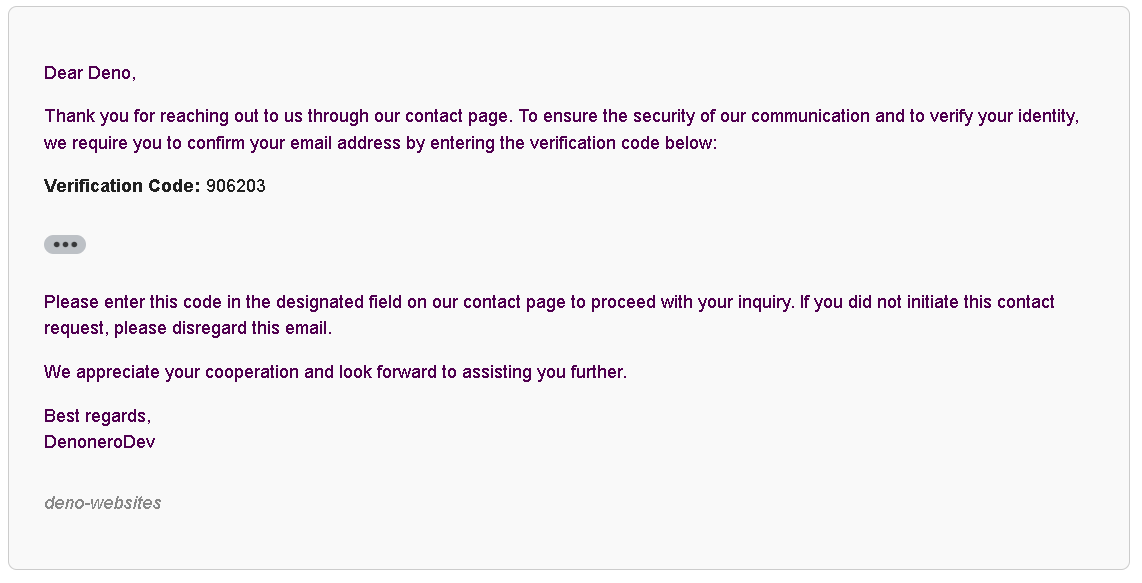 Dear Deno,
Thank you for reaching out to us through our contact page. To ensure the security of our communication and to verify your identity,
we require you to confirm your email address by entering the verification code below:
Verification Code: 906203
Please enter this code in the designated field on our contact page to proceed with your inquiry. If you did not initiate this contact
request, please disregard this email.
We appreciate your cooperation and look forward to assisting you further.
Best regards,
DenoneroDev
deno-websites